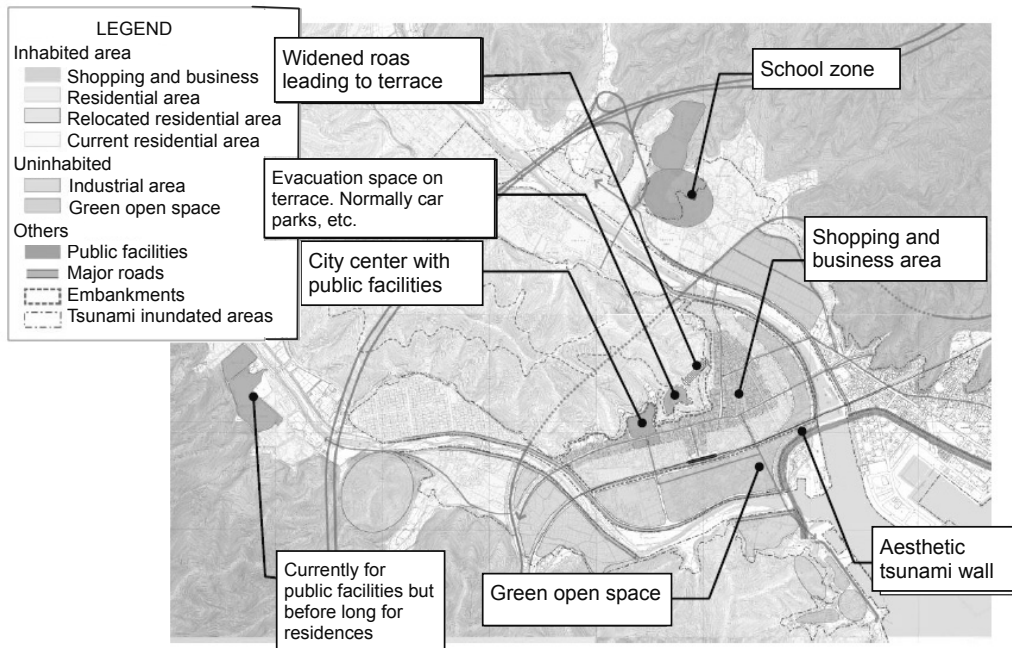 LEGEND
Inhabited area
Shopping and business
Residential area
Relocated residential area
Current residential area
Uninhabited
Industrial area
Green open space
Others
Public facilities
Major roads
Embankments
Tsunami inundated areas
Widened roas
leading to terrace
School zone
Evacuation space on
terrace. Normally car
parks, etc.
City center with
public facilities
Shopping and
business area
Currently for
public facilities but
before long for
residences
Green open space
Aesthetic
tsunami wall